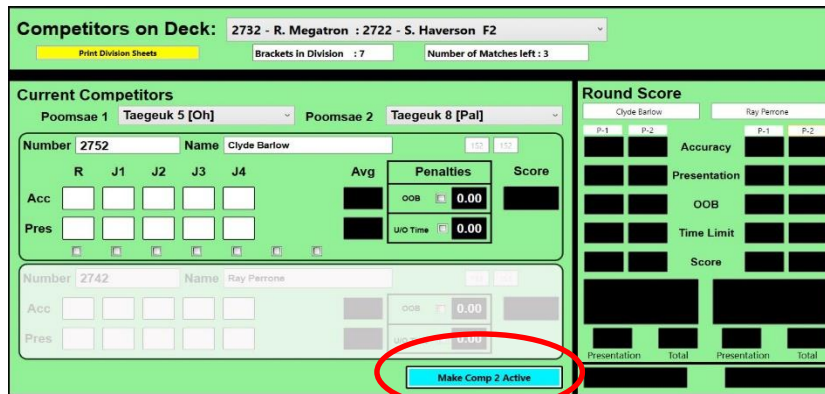 Competitors on Deck: 2732 - R. Megatron : 2722 - S. Haverson F2
Print Division Sheets Brackets in Division : 7 Number of Matches left : 3
Current Competitors
Poomsae 1 Taegeuk 5 [Oh] Poomsae 2 Taegeuk 8 [Pal]
Number 2752 Name Clyde Barlow 152 152
R J1 J2 J3 J4 Avg Penalties Score
Acc OOB 0.00
Pres U/O Time 0.00
Number 2742 Name Ray Perrone
Acc OOB 0.00
Pres 0.00
Make Comp 2 Active
Round Score
Clyde Barlow Ray Perrone
P-1 P-2 P-1 P-2
Accuracy
Presentation
OOB
Time Limit
Score
Presentation Total Presentation Total